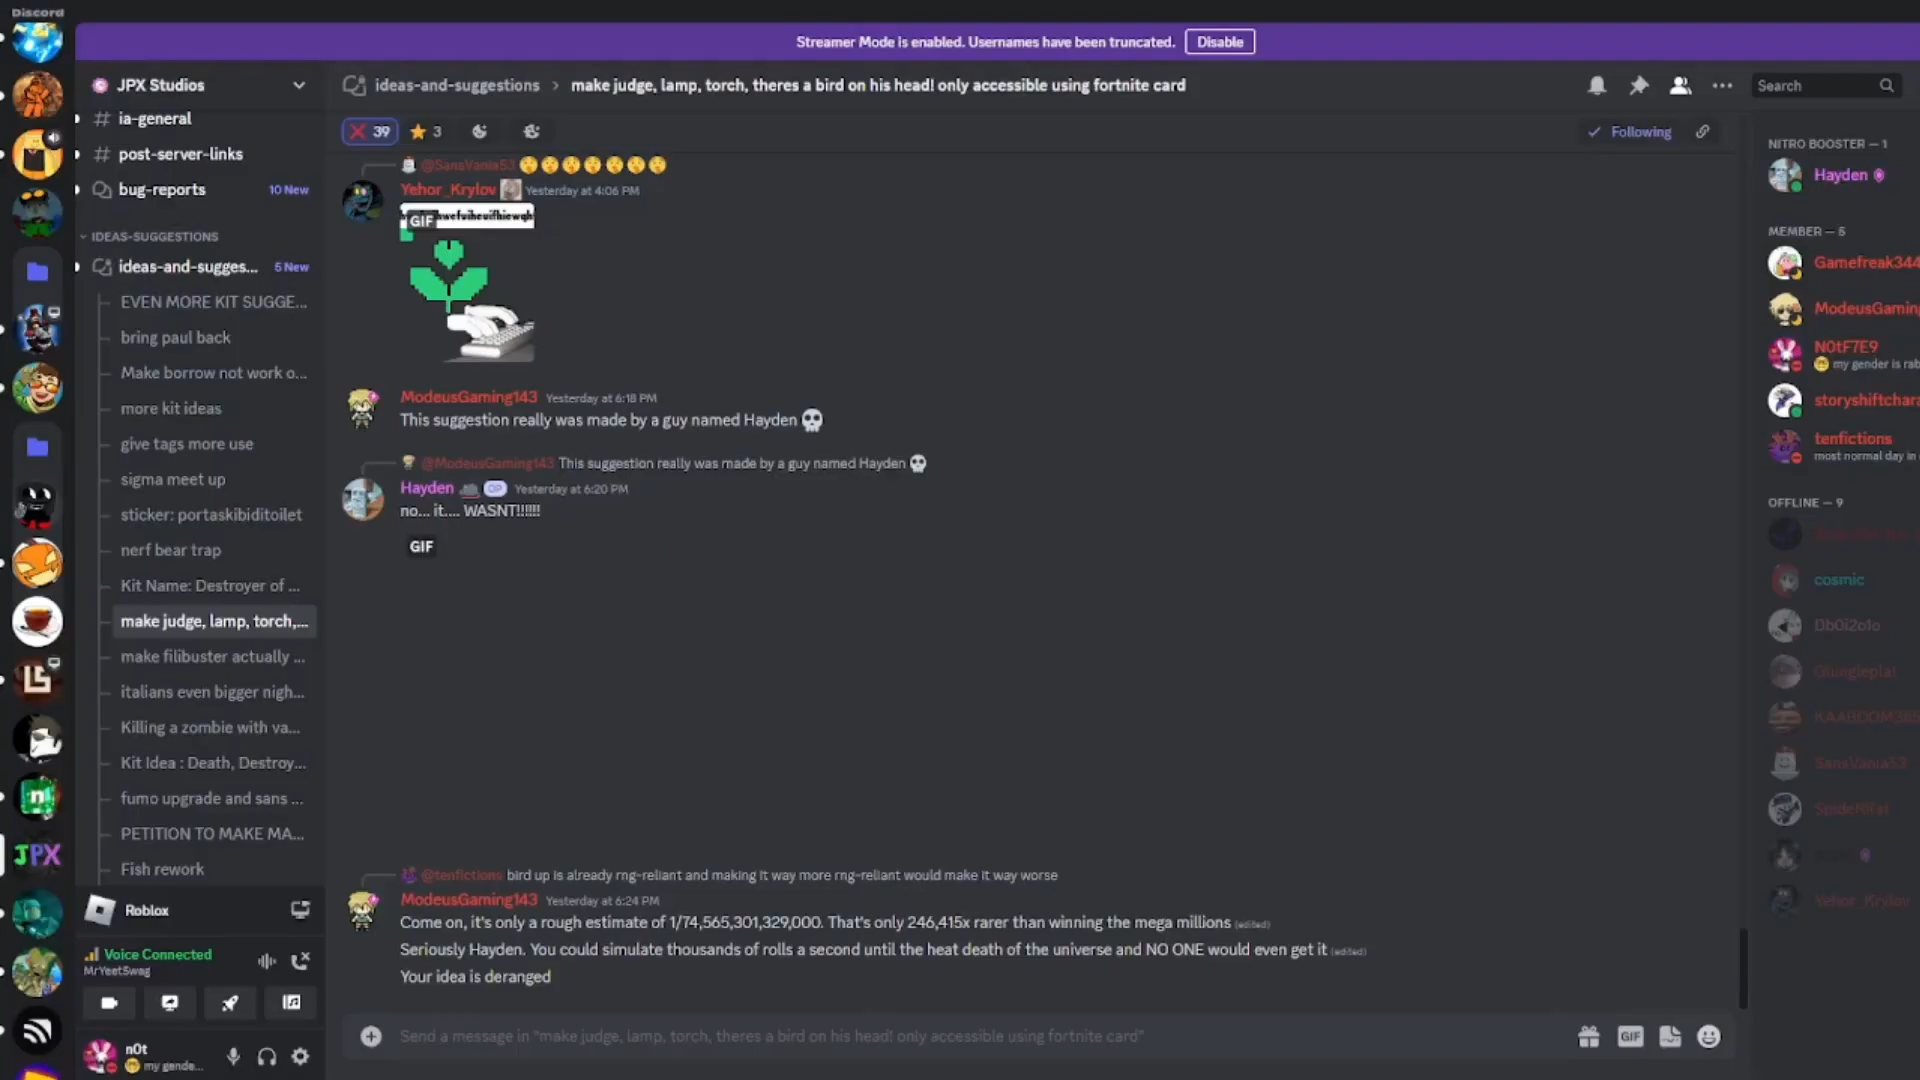 Discord
Streamer Mode is enabled. Usernames have been truncated. Disable
JPX Studios
ia-general
post-server-links
bug-reports 10 New
IDEAS-SUGGESTIONS
ideas-and-sugges... 5 New
EVEN MORE KIT SUGGE...
bring paul back
Make borrow not work o...
more kit ideas
give tags more use
sigma meet up
sticker: portaskibiditoilet
nerf bear trap
Kit Name: Destroyer of ...
make judge, lamp, torch,...
make filibuster actually ...
italians even bigger nigh...
Killing a zombie with va...
Kit Idea : Death, Destroy...
fumo upgrade and sans ...
PETITION TO MAKE MA...
Fish rework
JPX
Roblox
Voice Connected
MrYeetSwag
n0t
my gende...
ideas-and-suggestions > make judge, lamp, torch, theres a bird on his head! only accessible using fortnite card
Search
39 3
Following
@SansVania53
Yehor_Krylov Yesterday at 4:06 PM
GIF
ModeusGaming143 Yesterday at 6:18 PM
This suggestion really was made by a guy named Hayden
@ModeusGaming143 This suggestion really was made by a guy named Hayden
Hayden OP Yesterday at 6:20 PM
no... it.... WASNT!!!!!!
GIF
@tenfictions bird up is already rng-reliant and making it way more rng-reliant would make it way worse
ModeusGaming143 Yesterday at 6:24 PM
Come on, it's only a rough estimate of 1/74,565,301,329,000. That's only 246,415x rarer than winning the mega millions (edited)
Seriously Hayden. You could simulate thousands of rolls a second until the heat death of the universe and NO ONE would even get it (edited)
Your idea is deranged
Send a message in "make judge, lamp, torch, theres a bird on his head! only accessible using fortnite card"
GIF
NITRO BOOSTER — 1
Hayden
MEMBER — 5
Gamefreak344
ModeusGaming
N0tF7E9
my gender is rab
storyshiftchara
tenfictions
most normal day in
OFFLINE — 9
cosmic
Db0i2o1o
SansVania53
Yehor_Krylov